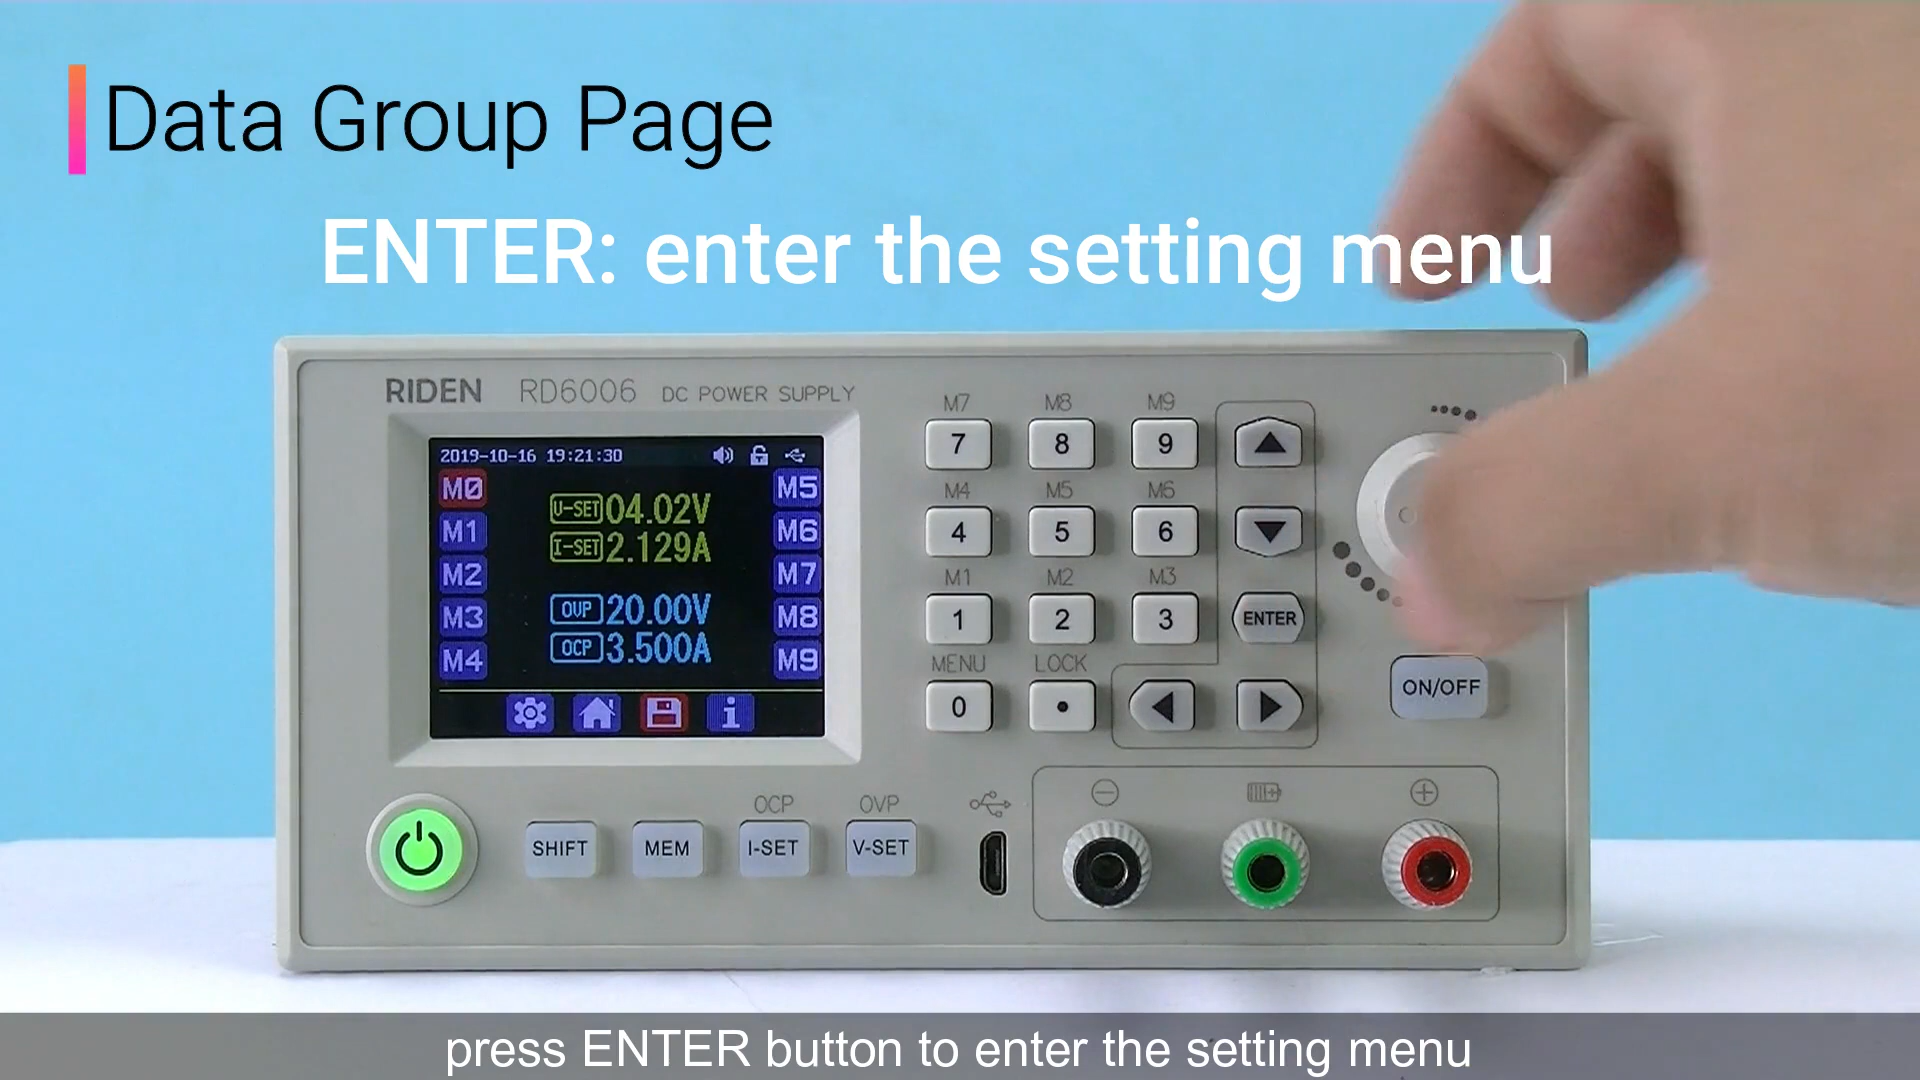 Data Group Page
ENTER: enter the setting menu
RIDEN RD6006 DC POWER SUPPLY
2019-10-16 19:21:30
M0
M1
M2
M3
M4
V-SET 04.02V
I-SET 2.129A
OVP 20.00V
OCP 3.500A
M5
M6
M7
M8
M9
i
M7 M8 M9
7 8 9
M4 M5 M6
4 5 6
M1 M2 M3
1 2 3 ENTER
MENU LOCK
0 •
ON/OFF
OCP OVP
SHIFT MEM I-SET V-SET
press ENTER button to enter the setting menu